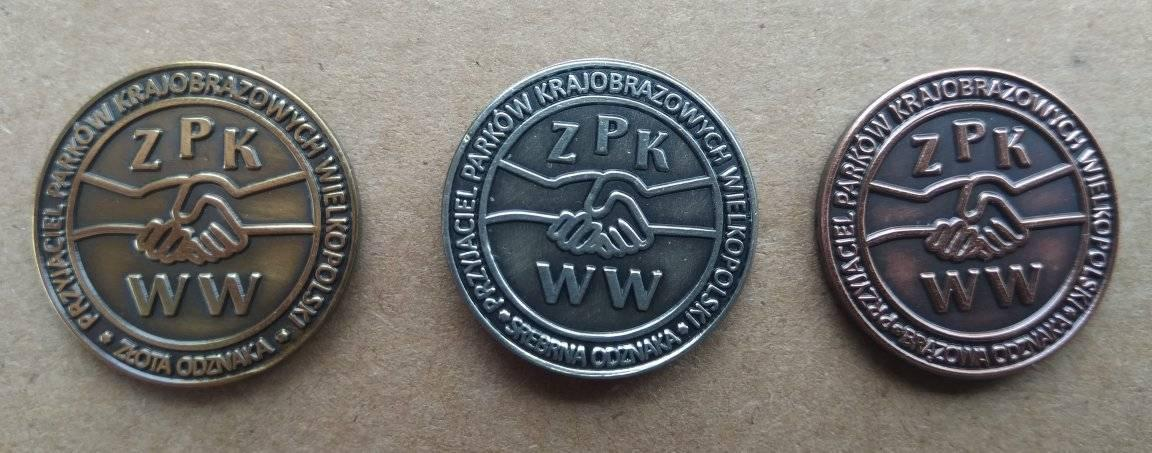 PRZYJACIEL PARKÓW KRAJOBRAZOWYCH WIELKOPOLSKI
ZPK
WW
ZŁOTA ODZNAKA
PRZYJACIEL PARKÓW KRAJOBRAZOWYCH WIELKOPOLSKI
ZPK
WW
SREBRNA ODZNAKA
PRZYJACIEL PARKÓW KRAJOBRAZOWYCH WIELKOPOLSKI
ZPK
WW
BRĄZOWA ODZNAKA